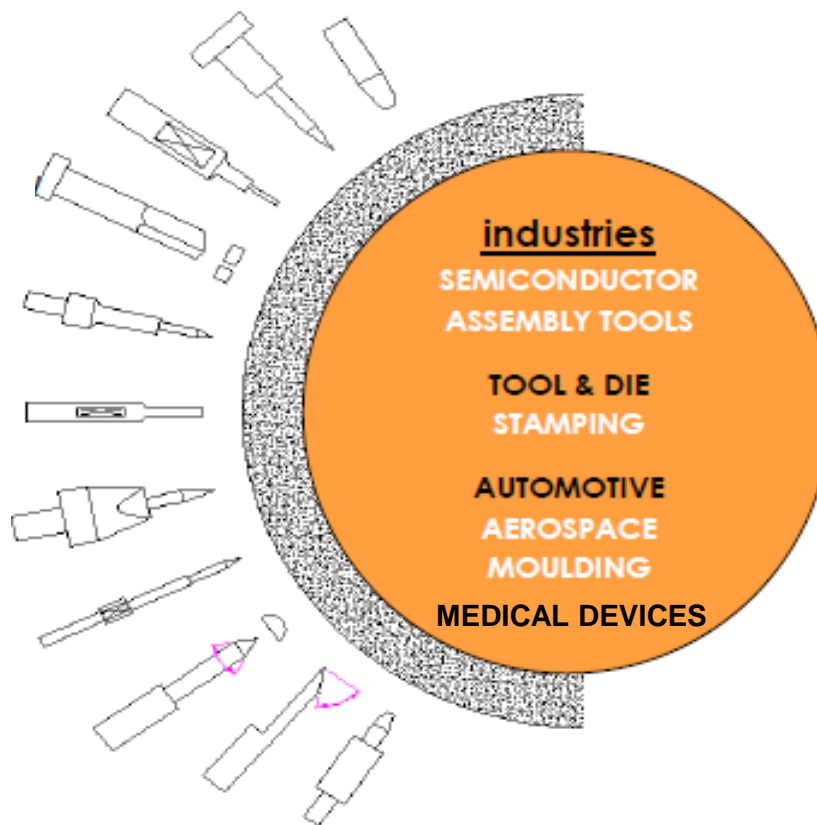 industries
SEMICONDUCTOR
ASSEMBLY TOOLS
TOOL & DIE
STAMPING
AUTOMOTIVE
AEROSPACE
MOULDING
MEDICAL DEVICES